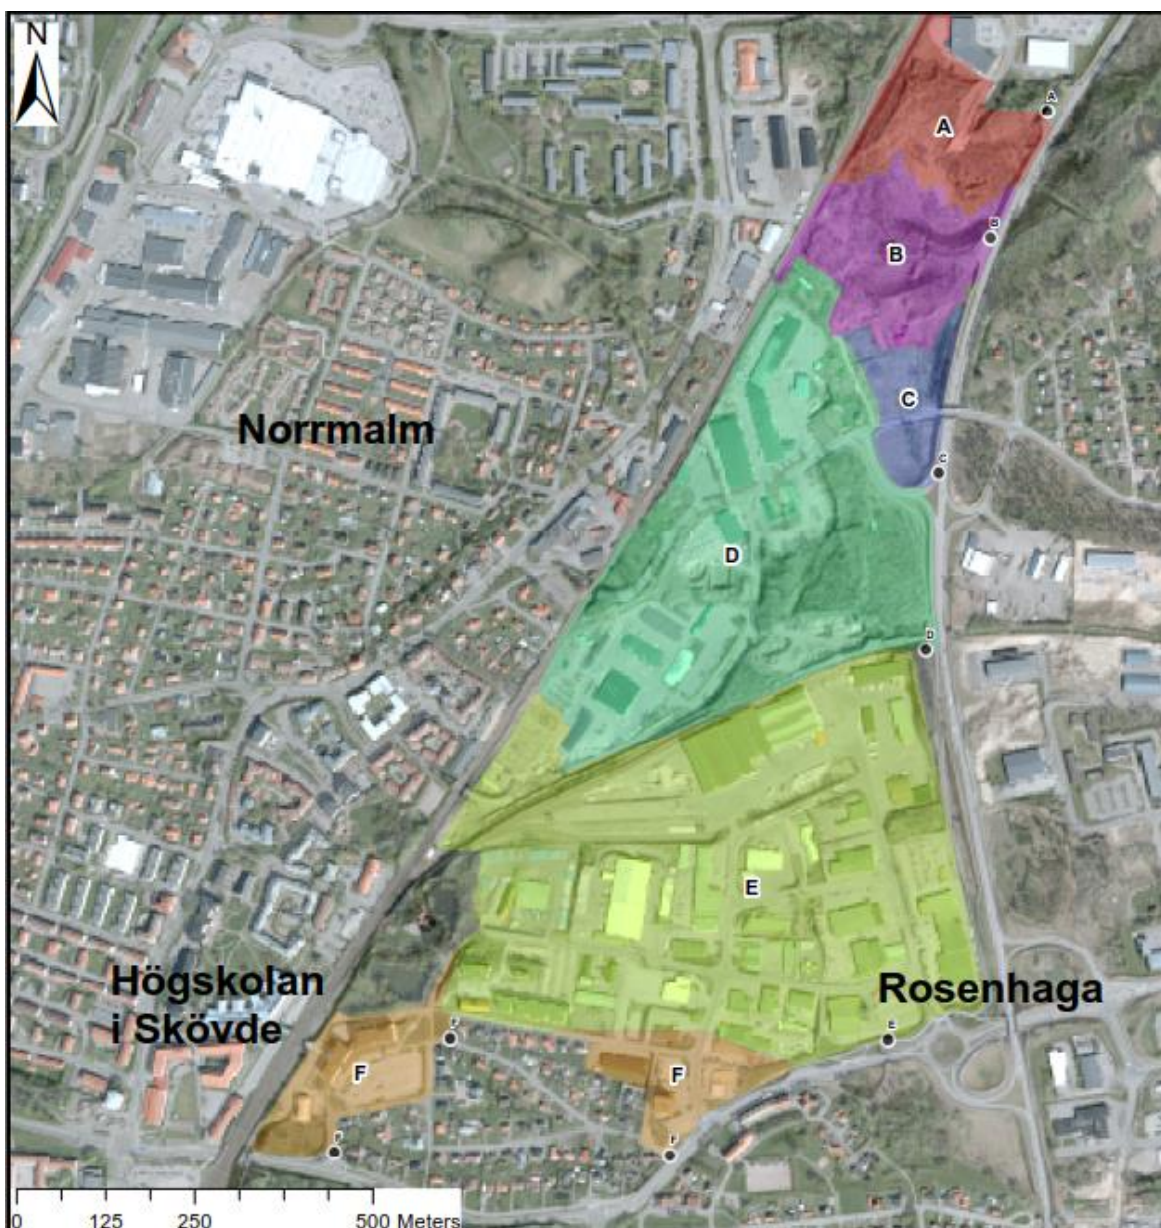 N
A
A
B
B
C
C
Norrmalm
D
D
E
Högskolan
i Skövde
Rosenhaga
E
F
F
F
F
F
0 125 250 500 Meters